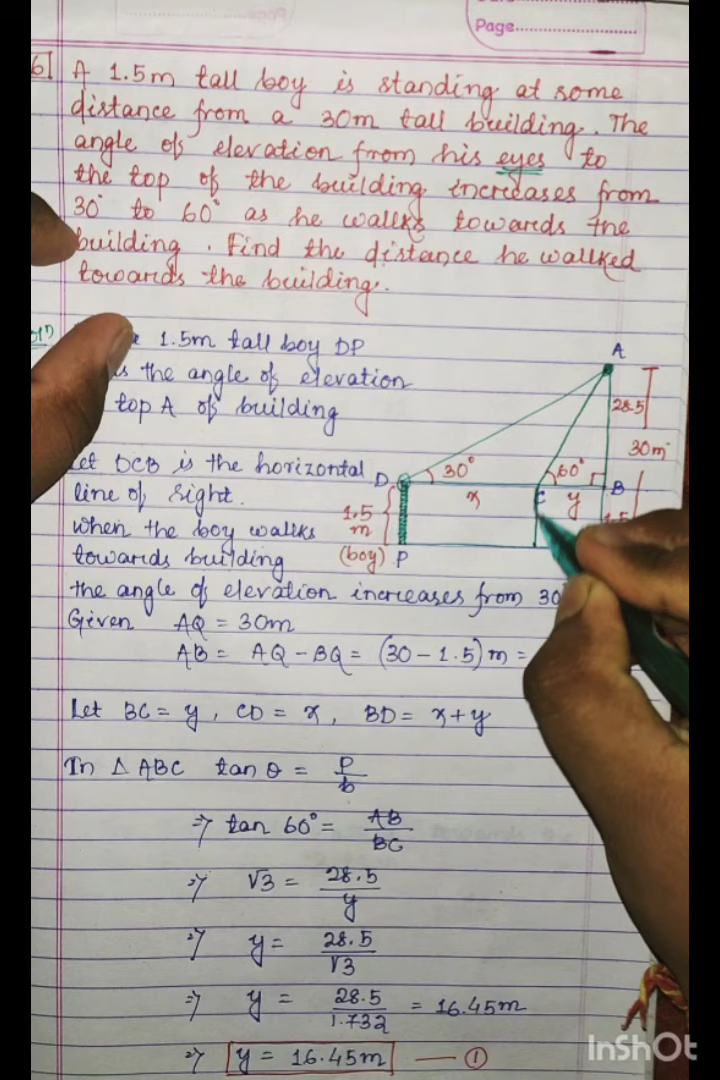 Page
6] A 1.5m tall boy is standing at some
distance from a 30m tall building. The
angle of elevation from his eyes to
the top of the building increases from
30° to 60° as he wallks towards the
building. Find the distance he wallked
towards the building.
1.5m tall boy DP
the angle of elevation
top A of building
DCB is the horizontal
line of sight.
when the boy wallks
towards building
the angle of elevation increases from 30
Given AQ = 30m
AB = AQ - BQ = (30 - 1.5) m =
A
28.5
30m
D
30°
60°
B
x
C
y
1.5
m
1.5
(boy) P
Let BC = y, CD = x, BD = x+y
In △ ABC tan θ = p/b
⇒ tan 60° = AB/BC
⇒ √3 = 28.5/y
⇒ y = 28.5/√3
⇒ y = 28.5/1.732 = 16.45m
⇒ y = 16.45m — ①
InShOt